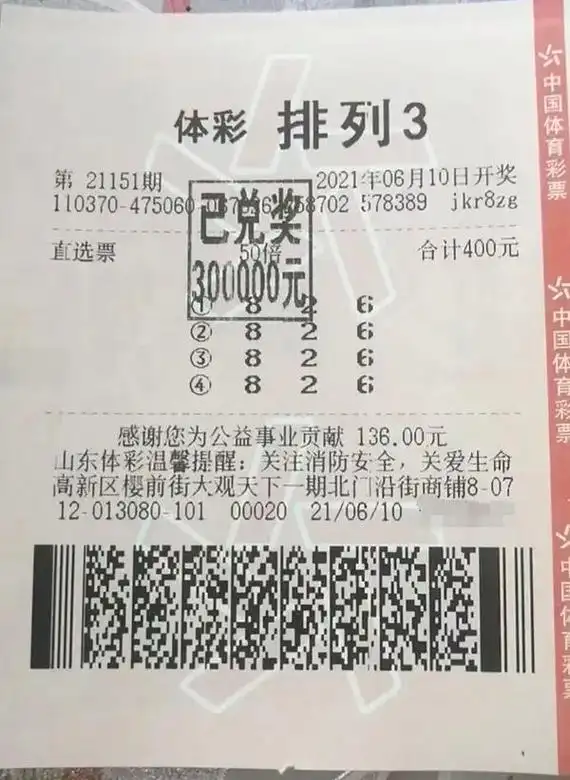 体彩 排列3
第 21151期 2021年06月10日开奖
110370-475060 58702 578389 jkr8zg
已兑奖
300000元
直选票 50倍 合计400元
① 8 2 6
② 8 2 6
③ 8 2 6
④ 8 2 6
感谢您为公益事业贡献 136.00元
山东体彩温馨提醒：关注消防安全，关爱生命
高新区樱前街大观天下一期北门沿街商铺8-07
12-013080-101 00020 21/06/10
中国体育彩票
中国体育彩票
中国体育彩票